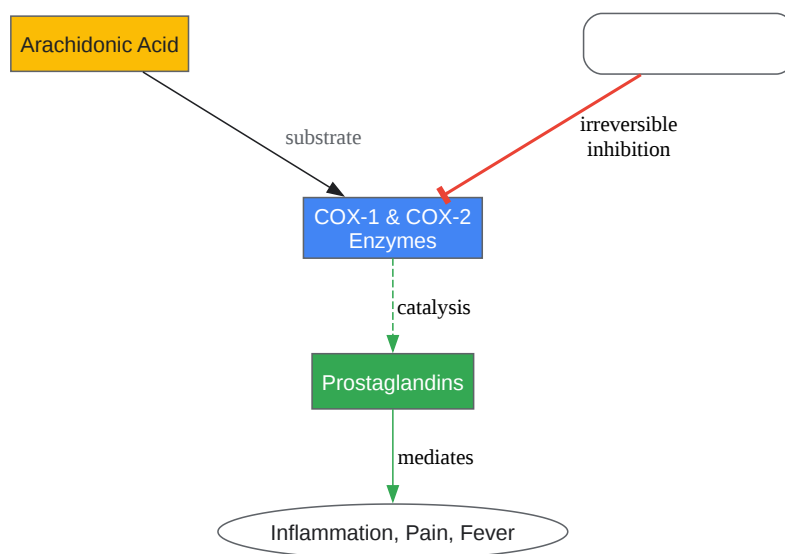 Arachidonic Acid
substrate
irreversible
inhibition
COX-1 & COX-2
Enzymes
catalysis
Prostaglandins
mediates
Inflammation, Pain, Fever